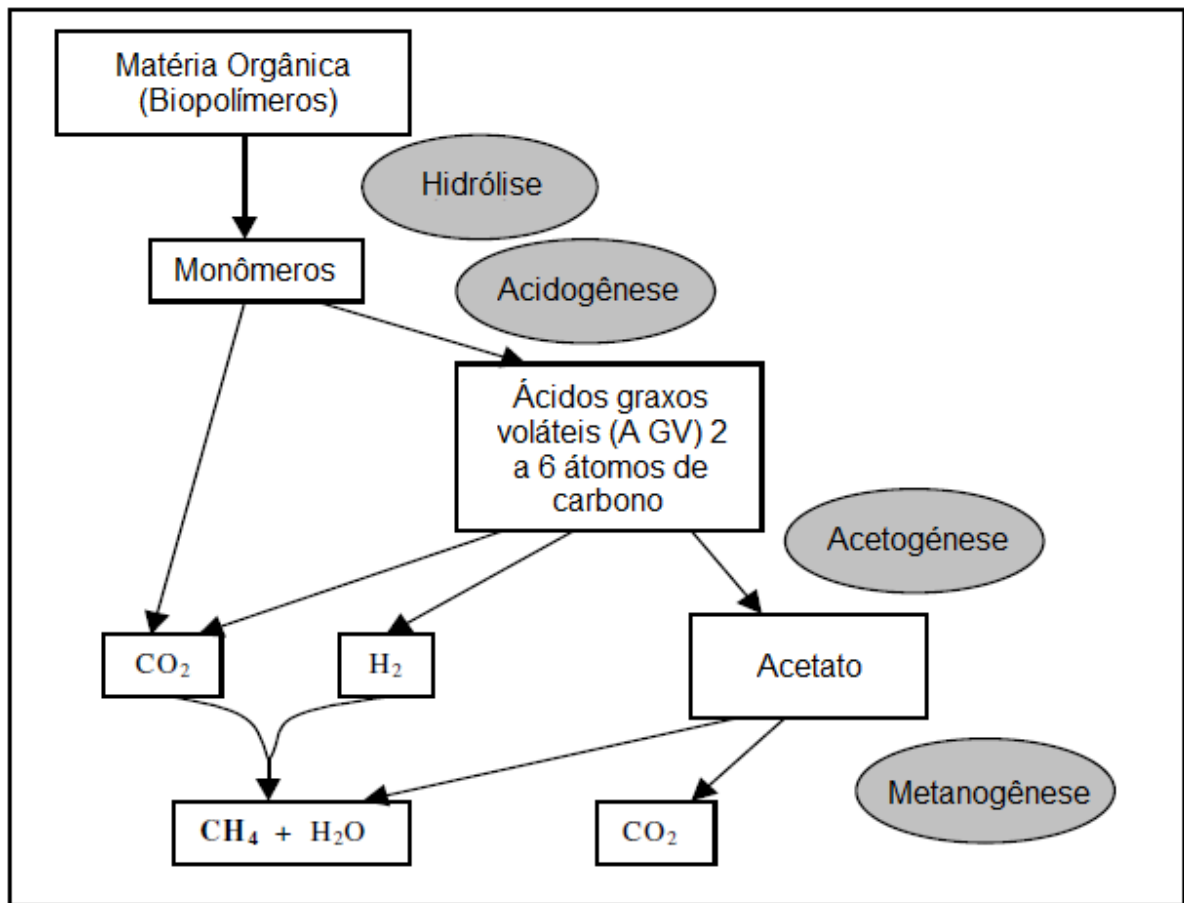 Matéria Orgânica
(Biopolímeros)
Hidrólise
Monômeros
Acidogênese
Ácidos graxos
voláteis (A GV) 2
a 6 átomos de
carbono
Acetogénese
CO₂
H₂
Acetato
Metanogênese
CH₄ + H₂O
CO₂